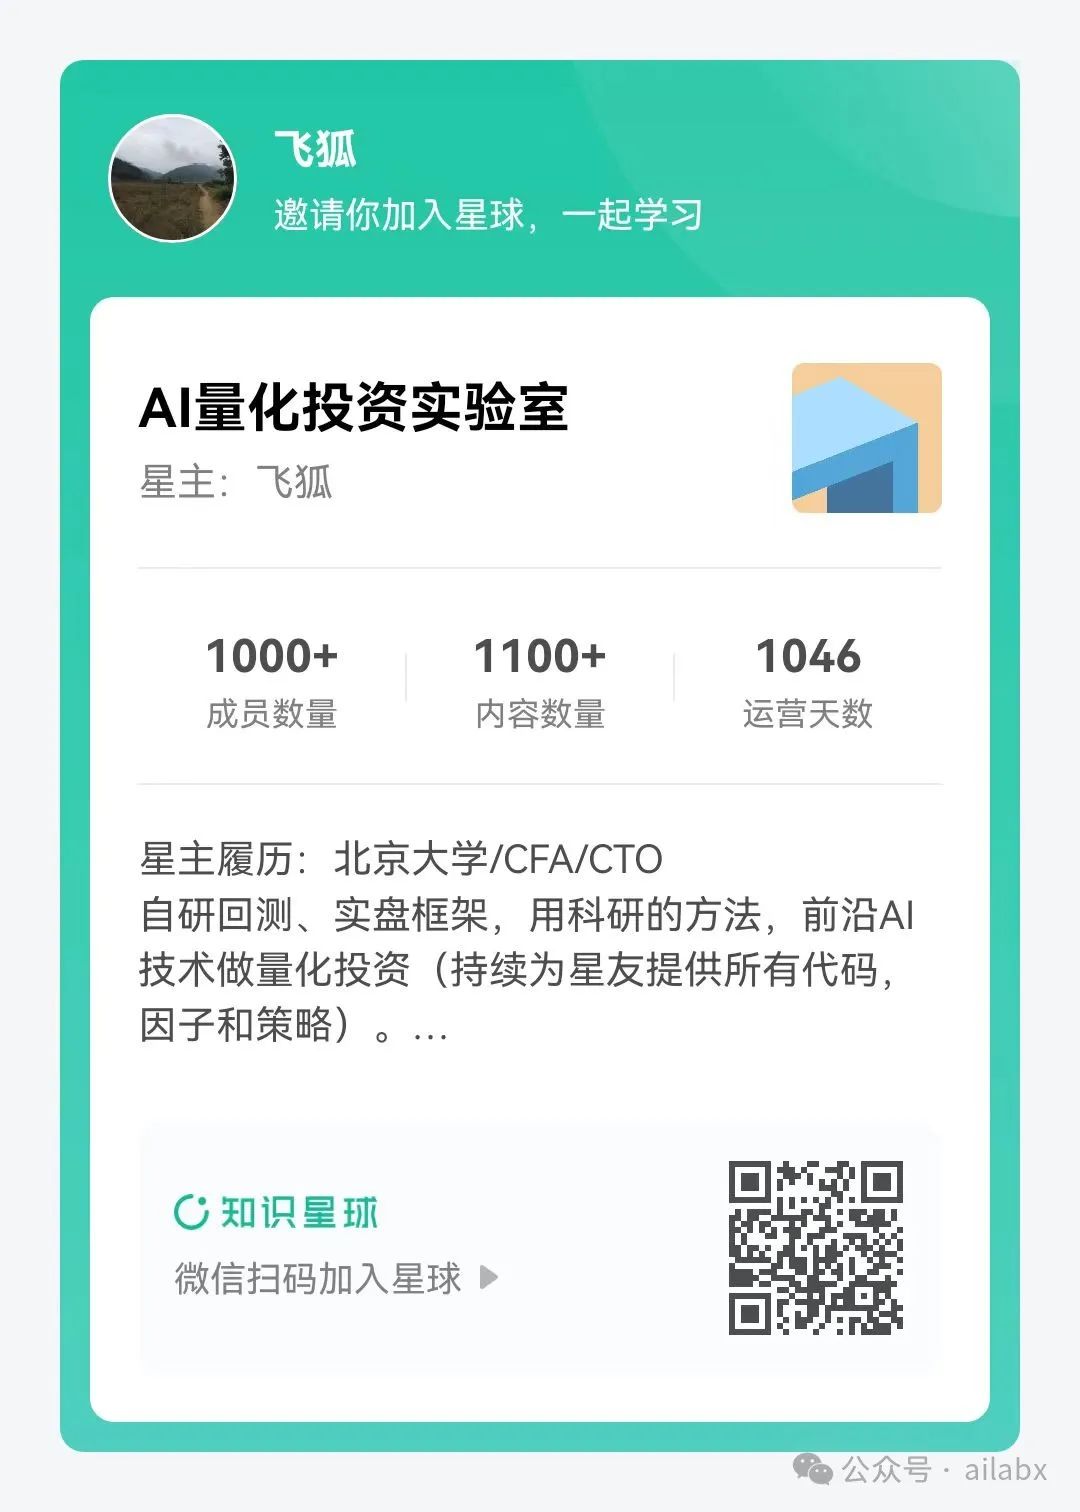 飞狐
邀请你加入星球，一起学习
AI量化投资实验室
星主：飞狐
1000+
1100+
1046
成员数量
内容数量
运营天数
星主履历：北京大学/CFA/CTO
自研回测、实盘框架，用科研的方法，前沿AI
技术做量化投资（持续为星友提供所有代码，
因子和策略）。...
知识星球
微信扫码加入星球
公众号 · ailabx